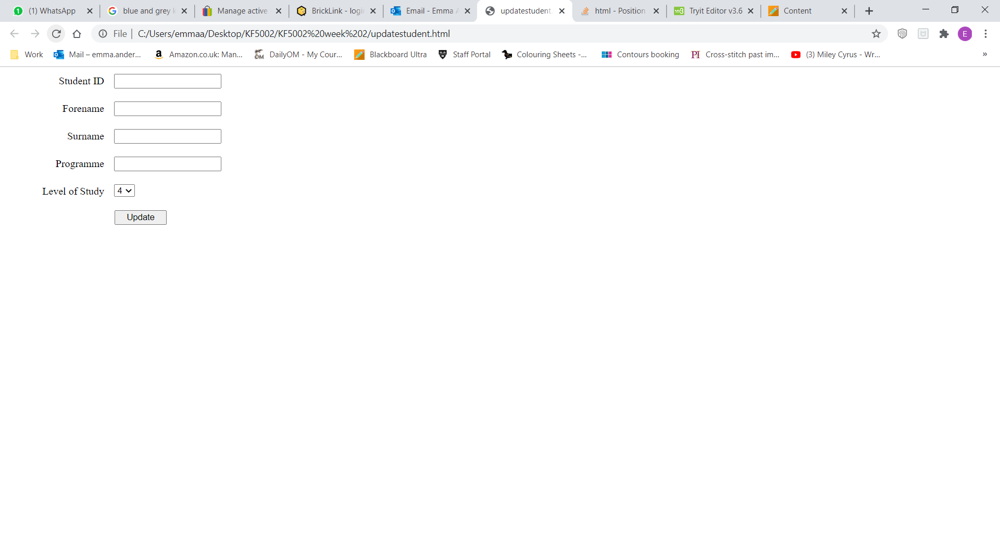 (1) WhatsApp
blue and grey
Manage active
BrickLink - logi
Email - Emma
updatestudent.
html - Position
Tryit Editor v3.6
Content
File C:/Users/emmaa/Desktop/KF5002/KF5002%20week%202/updatestudent.html
E
Work
Mail – emma.ander...
Amazon.co.uk: Man...
DailyOM - My Cour...
Blackboard Ultra
Staff Portal
Colouring Sheets -...
Contours booking
PI Cross-stitch past im...
(3) Miley Cyrus - Wr...
»
Student ID
Forename
Surname
Programme
Level of Study 4
Update